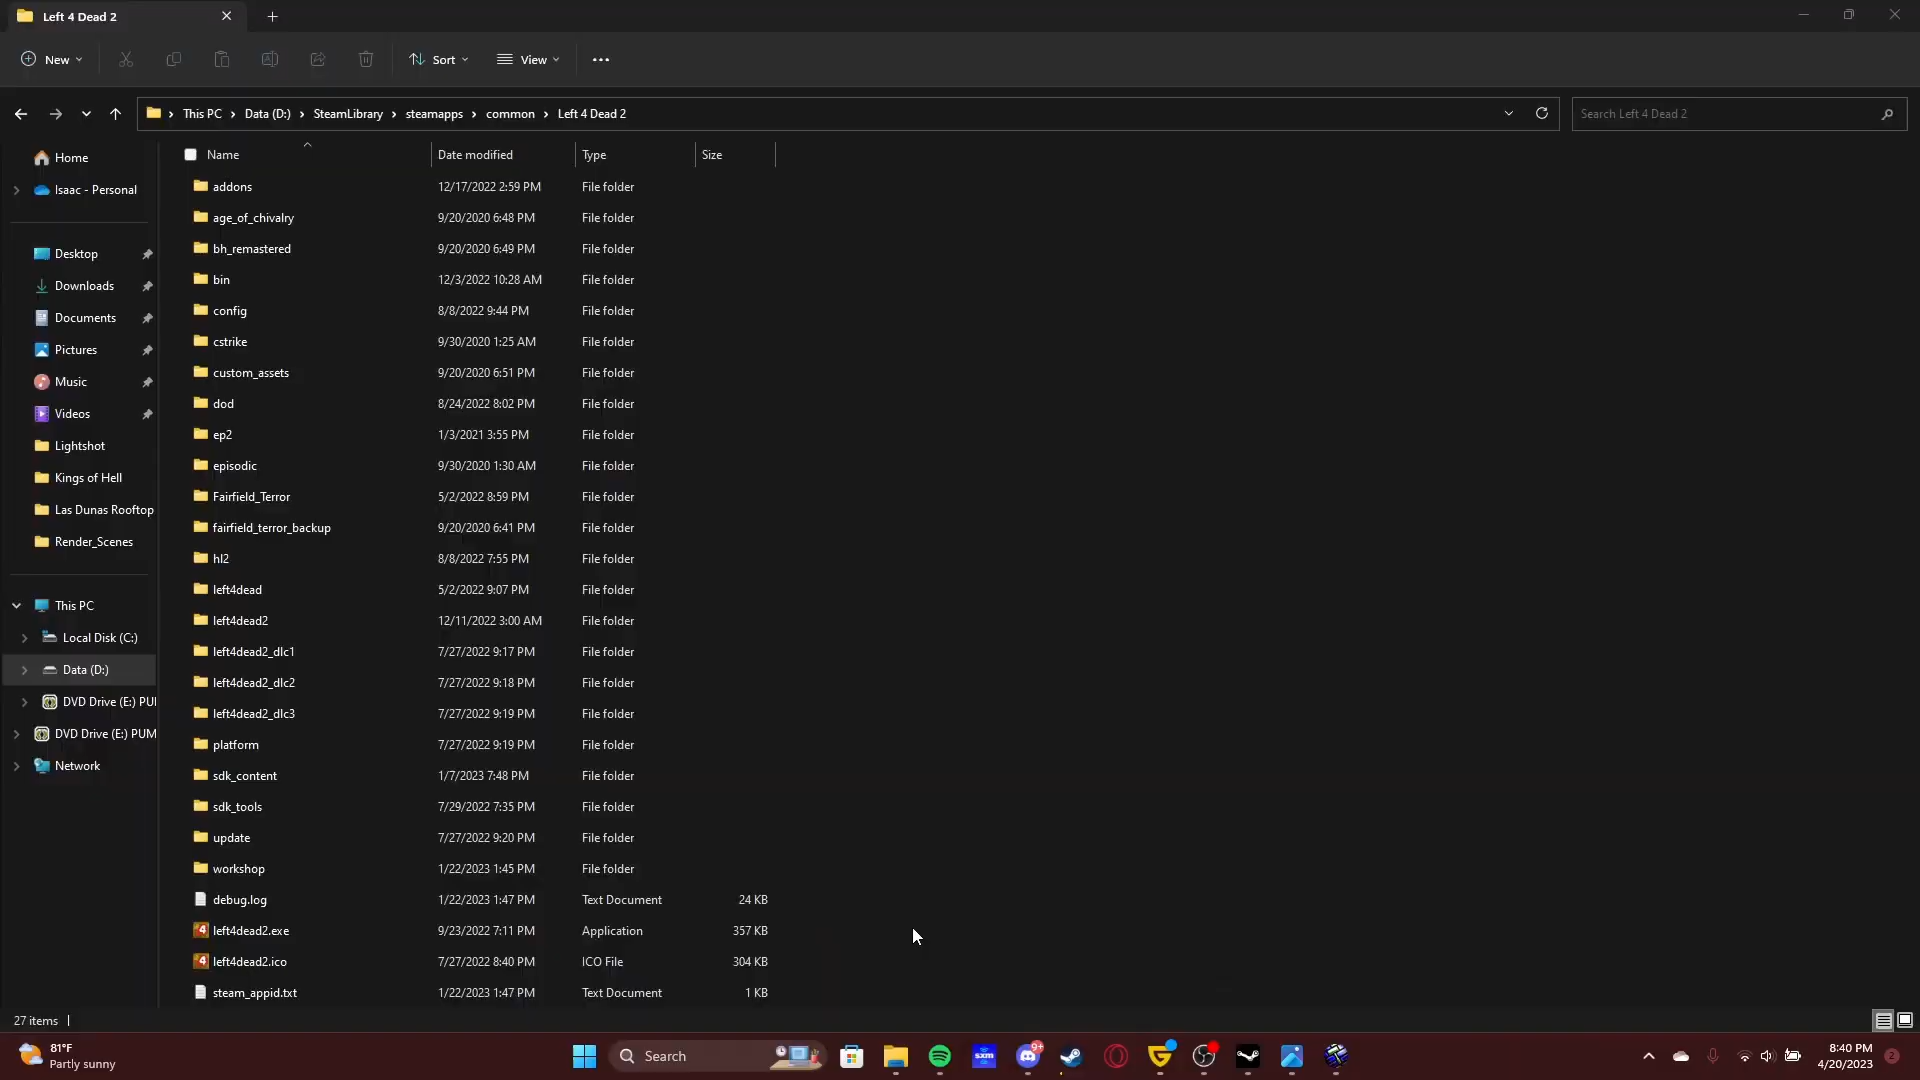 Left 4 Dead 2
New
Sort
View
This PC
Data (D:)
SteamLibrary
steamapps
common
Left 4 Dead 2
Search Left 4 Dead 2
Home
Isaac - Personal
Desktop
Downloads
Documents
Pictures
Music
Videos
Lightshot
Kings of Hell
Las Dunas Rooftop
Render_Scenes
This PC
Local Disk (C:)
Data (D:)
DVD Drive (E:) PUI
DVD Drive (E:) PUM
Network
Name Date modified Type Size
addons 12/17/2022 2:59 PM File folder
age_of_chivalry 9/20/2020 6:48 PM File folder
bh_remastered 9/20/2020 6:49 PM File folder
bin 12/3/2022 10:28 AM File folder
config 8/8/2022 9:44 PM File folder
cstrike 9/30/2020 1:25 AM File folder
custom_assets 9/20/2020 6:51 PM File folder
dod 8/24/2022 8:02 PM File folder
ep2 1/3/2021 3:55 PM File folder
episodic 9/30/2020 1:30 AM File folder
Fairfield_Terror 5/2/2022 8:59 PM File folder
fairfield_terror_backup 9/20/2020 6:41 PM File folder
hl2 8/8/2022 7:55 PM File folder
left4dead 5/2/2022 9:07 PM File folder
left4dead2 12/11/2022 3:00 AM File folder
left4dead2_dlc1 7/27/2022 9:17 PM File folder
left4dead2_dlc2 7/27/2022 9:18 PM File folder
left4dead2_dlc3 7/27/2022 9:19 PM File folder
platform 7/27/2022 9:19 PM File folder
sdk_content 1/7/2023 7:48 PM File folder
sdk_tools 7/29/2022 7:35 PM File folder
update 7/27/2022 9:20 PM File folder
workshop 1/22/2023 1:45 PM File folder
debug.log 1/22/2023 1:47 PM Text Document 24 KB
left4dead2.exe 9/23/2022 7:11 PM Application 357 KB
left4dead2.ico 7/27/2022 8:40 PM ICO File 304 KB
steam_appid.txt 1/22/2023 1:47 PM Text Document 1 KB
27 items
81°F
Partly sunny
Search
sxm
9+
8:40 PM
4/20/2023
2